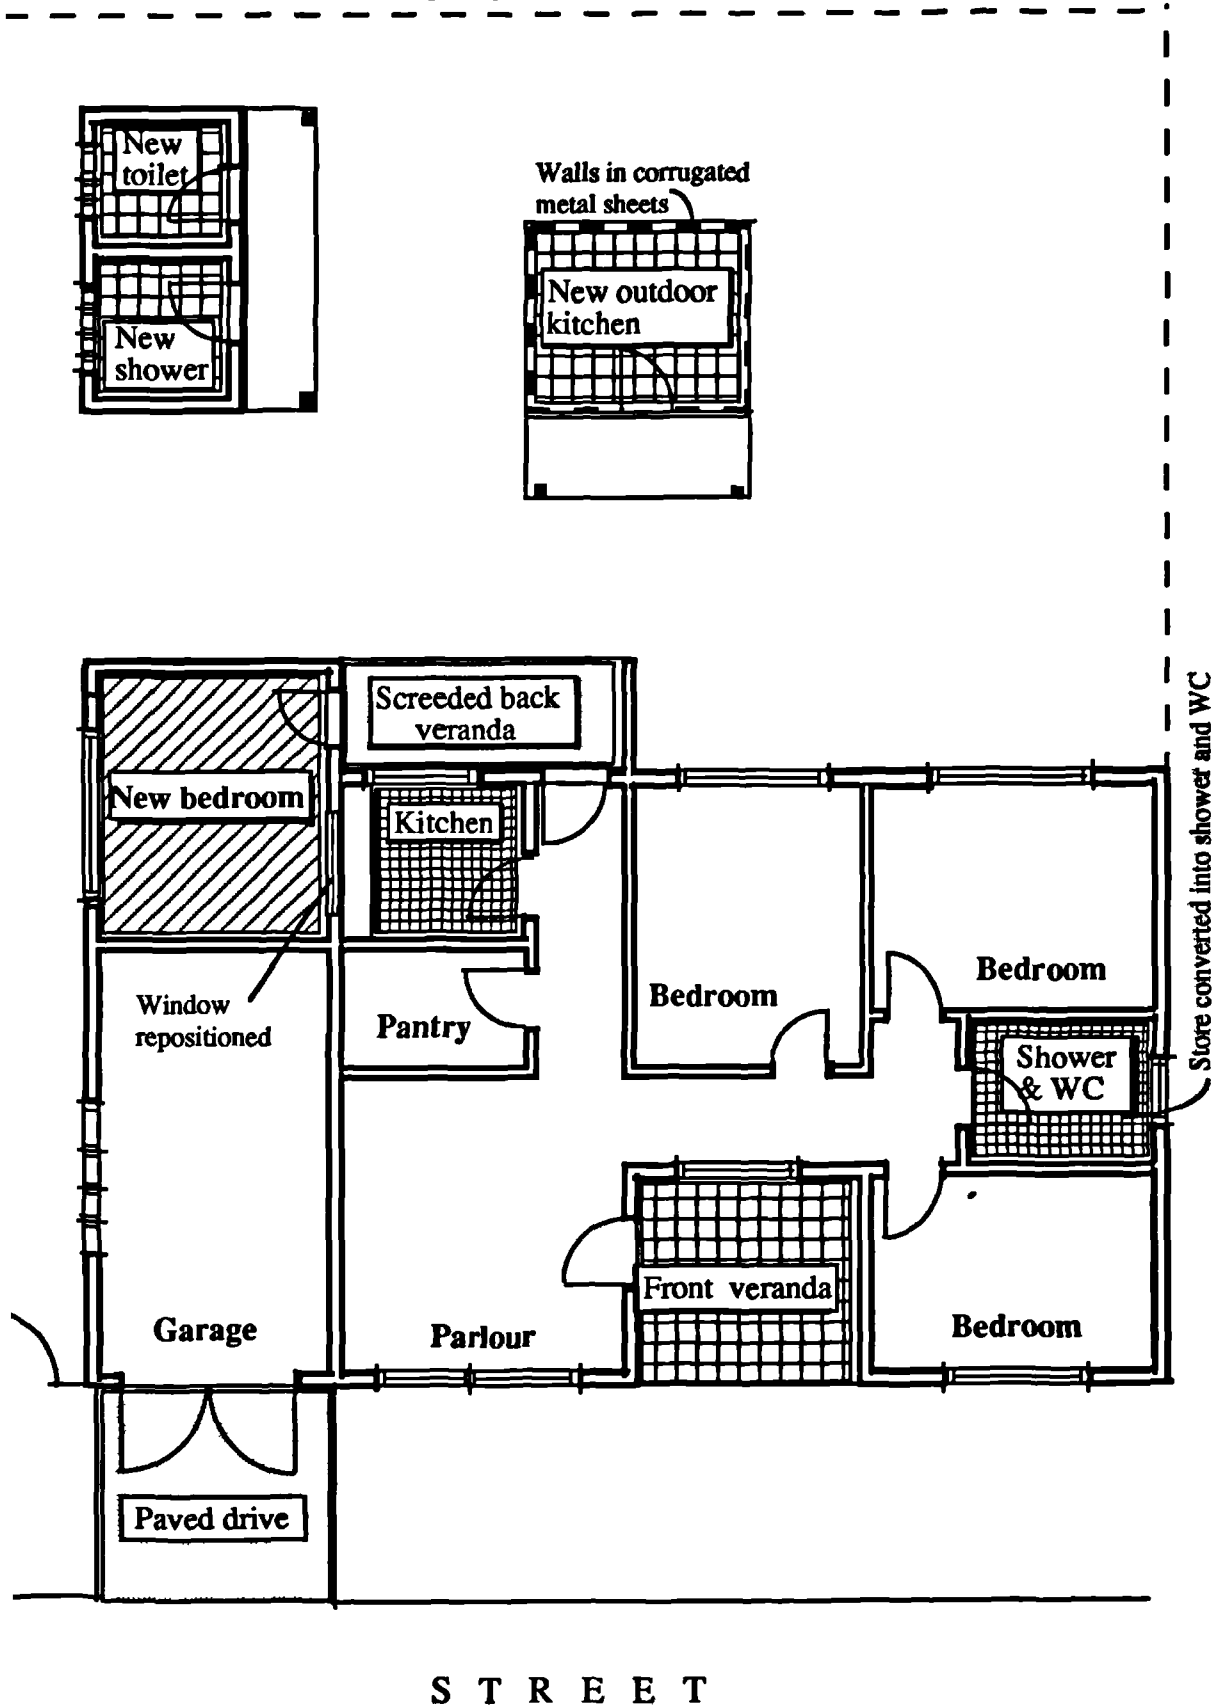 New
toilet
Walls in corrugated
metal sheets
New outdoor
kitchen
New
shower
Screeded back
veranda
New bedroom
Kitchen
Store converted into shower and WC
Window
repositioned
Pantry
Bedroom
Bedroom
Shower
& WC
Front veranda
Garage
Parlour
Bedroom
Paved drive
STREET